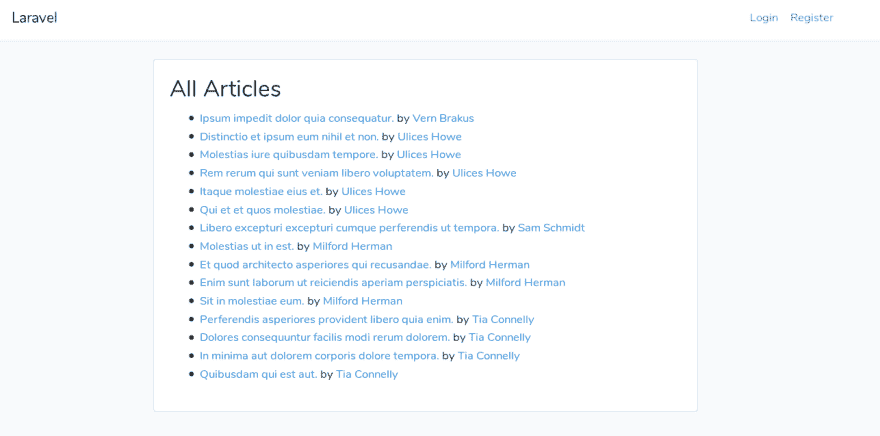 Laravel
Login Register
All Articles
Ipsum impedit dolor quia consequatur. by Vern Brakus
Distinctio et ipsum eum nihil et non. by Ulices Howe
Molestias iure quibusdam tempore. by Ulices Howe
Rem rerum qui sunt veniam libero voluptatem. by Ulices Howe
Itaque molestiae eius et. by Ulices Howe
Qui et et quos molestiae. by Ulices Howe
Libero excepturi excepturi cumque perferendis ut tempora. by Sam Schmidt
Molestias ut in est. by Milford Herman
Et quod architecto asperiores qui recusandae. by Milford Herman
Enim sunt laborum ut reiciendis aperiam perspiciatis. by Milford Herman
Sit in molestiae eum. by Milford Herman
Perferendis asperiores provident libero quia enim. by Tia Connelly
Dolores consequuntur facilis modi rerum dolorem. by Tia Connelly
In minima aut dolorem corporis dolore tempora. by Tia Connelly
Quibusdam qui est aut. by Tia Connelly